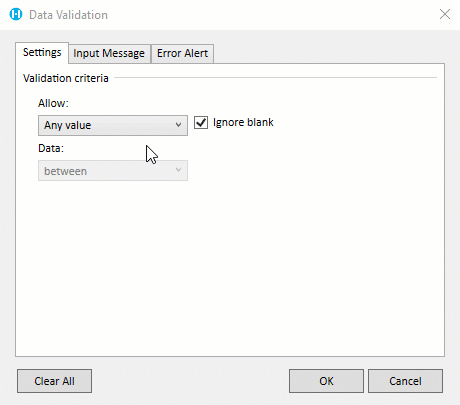 Data Validation
Settings Input Message Error Alert
Validation criteria
Allow:
Any value Ignore blank
Data:
between
Clear All OK Cancel